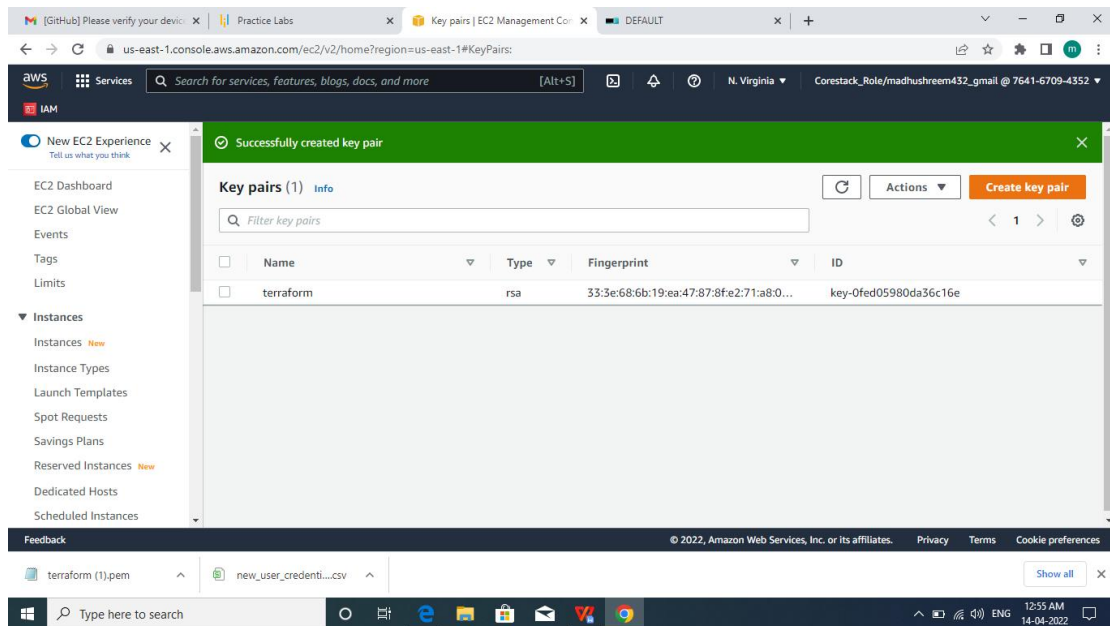 [GitHub] Please verify your devic
Practice Labs
Key pairs | EC2 Management Con
DEFAULT
us-east-1.console.aws.amazon.com/ec2/v2/home?region=us-east-1#KeyPairs:
m
aws Services Search for services, features, blogs, docs, and more [Alt+S] N. Virginia Corestack_Role/madhushreem432_gmail @ 7641-6709-4352
IAM
New EC2 Experience
Tell us what you think
EC2 Dashboard
EC2 Global View
Events
Tags
Limits
Instances
Instances New
Instance Types
Launch Templates
Spot Requests
Savings Plans
Reserved Instances New
Dedicated Hosts
Scheduled Instances
Successfully created key pair
Key pairs (1) Info
Actions
Create key pair
Filter key pairs
1
Name Type Fingerprint ID
terraform rsa 33:3e:68:6b:19:ea:47:87:8f:e2:71:a8:0... key-0fed05980da36c16e
Feedback © 2022, Amazon Web Services, Inc. or its affiliates. Privacy Terms Cookie preferences
terraform (1).pem new_user_credenti....csv Show all
Type here to search ENG 12:55 AM
14-04-2022